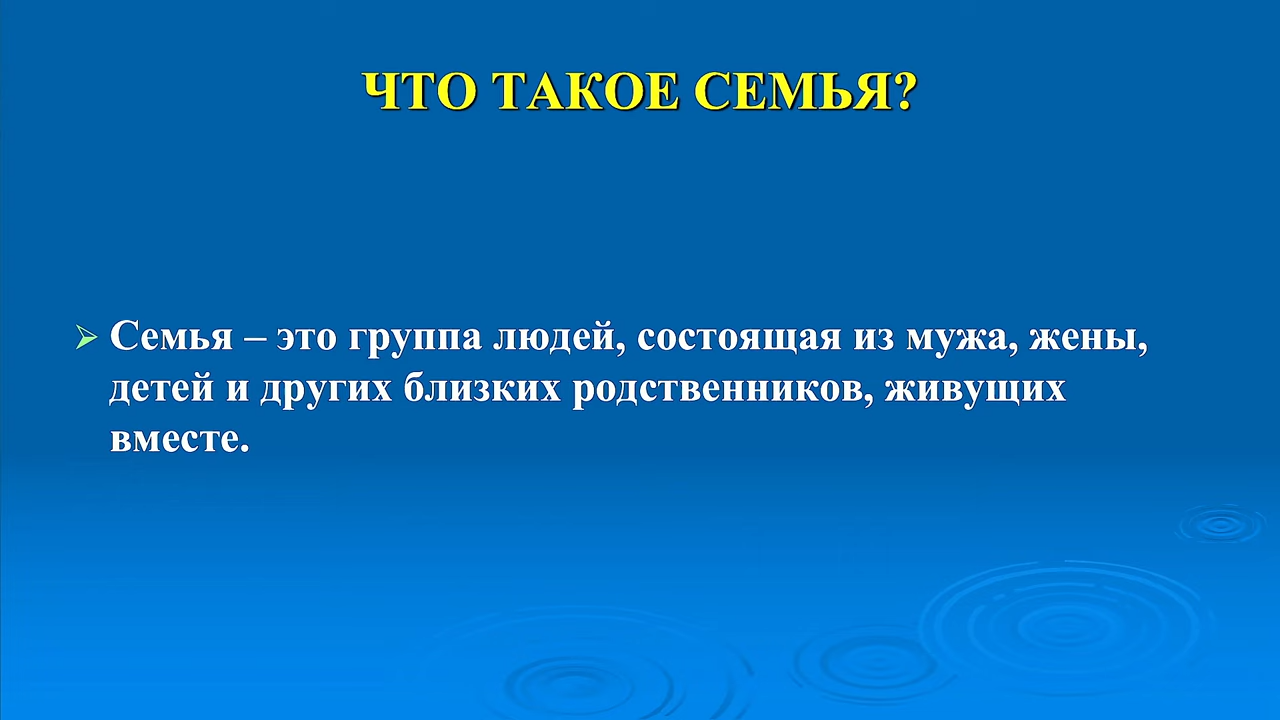 ЧТО ТАКОЕ СЕМЬЯ?
Семья – это группа людей, состоящая из мужа, жены,
детей и других близких родственников, живущих
вместе.